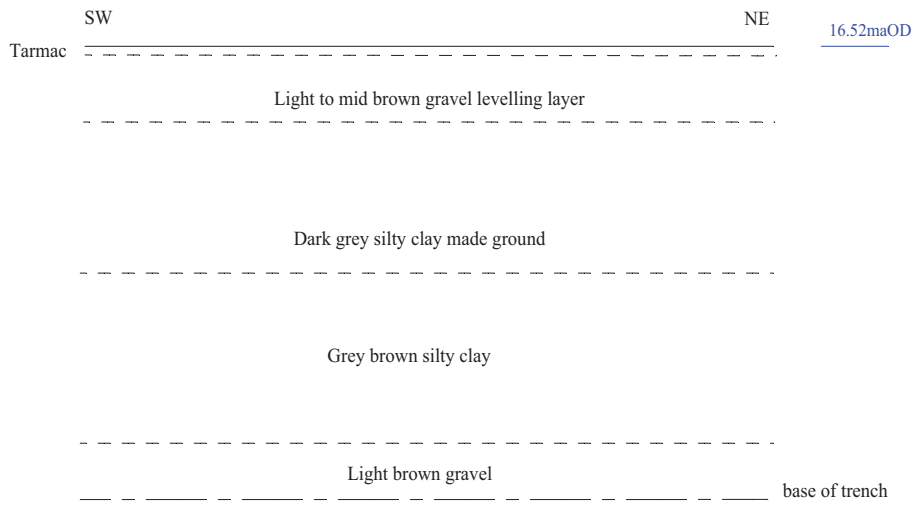 SW
NE
16.52maOD
Tarmac
Light to mid brown gravel levelling layer
Dark grey silty clay made ground
Grey brown silty clay
Light brown gravel
base of trench